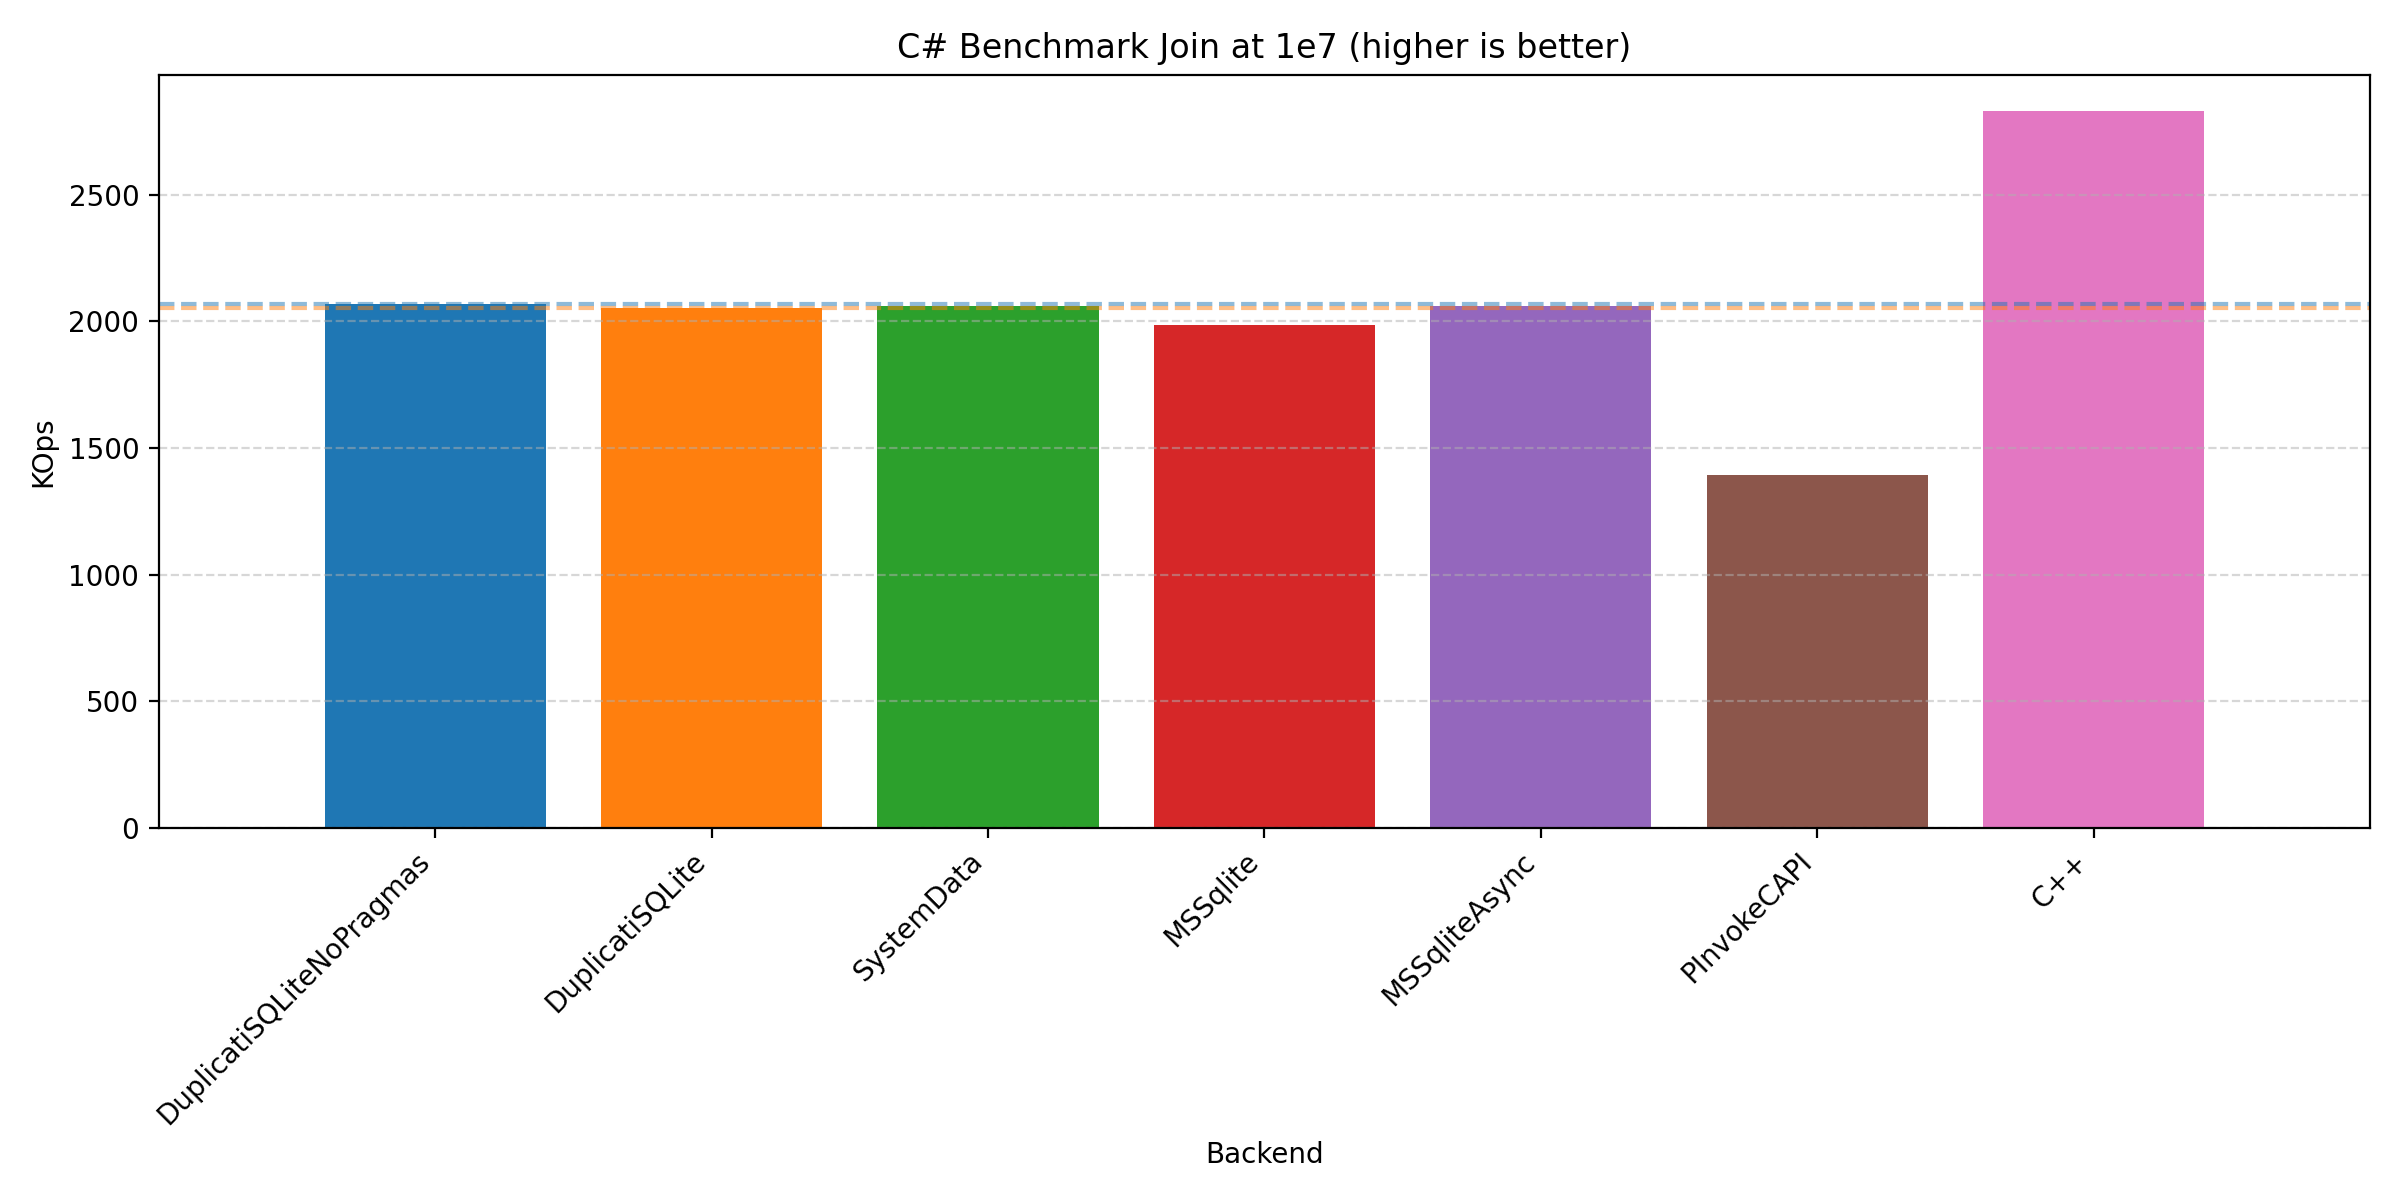 C# Benchmark Join at 1e7 (higher is better)
KOps
2500
2000
1500
1000
500
0
DuplicatiSQLiteNoPragmas
DuplicatiSQLite
SystemData
MSSqlite
MSSqliteAsync
PInvokeCAPI
C++
Backend